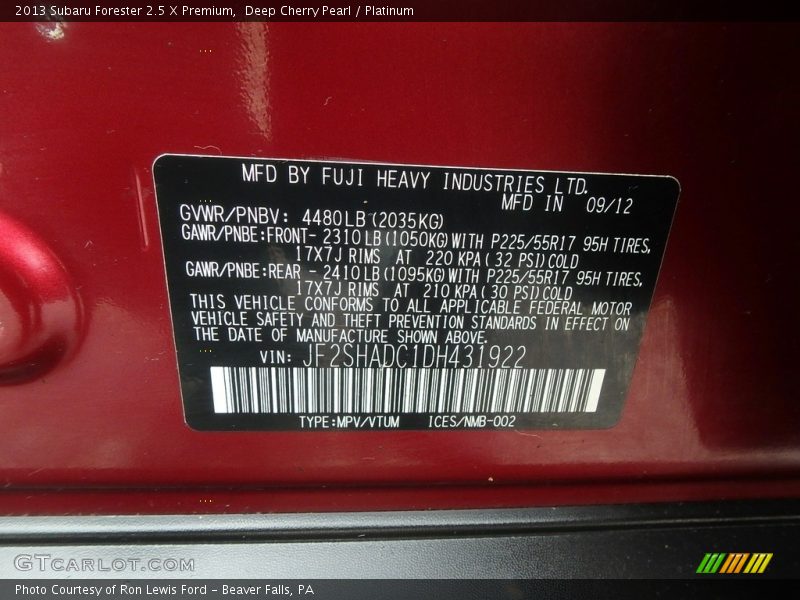 2013 Subaru Forester 2.5 X Premium,  Deep Cherry Pearl / Platinum
MFD BY FUJI HEAVY INDUSTRIES LTD.
MFD IN 09/12
GVWR/PNBV: 4480LB (2035KG)
GAWR/PNBE:FRONT- 2310LB (1050KG) WITH P225/55R17 95H TIRES,
17X7J RIMS AT 220 KPA ( 32 PSI) COLD
GAWR/PNBE:REAR - 2410LB (1095KG) WITH P225/55R17 95H TIRES,
17X7J RIMS AT 210 KPA ( 30 PSI) COLD
THIS VEHICLE CONFORMS TO ALL APPLICABLE FEDERAL MOTOR
VEHICLE SAFETY AND THEFT PREVENTION STANDARDS IN EFFECT ON
THE DATE OF MANUFACTURE SHOWN ABOVE.
VIN: JF2SHADC1DH431922
TYPE:MPV/VTUM ICES/NMB-002
GTCARLOT.COM
Photo Courtesy of Ron Lewis Ford - Beaver Falls, PA